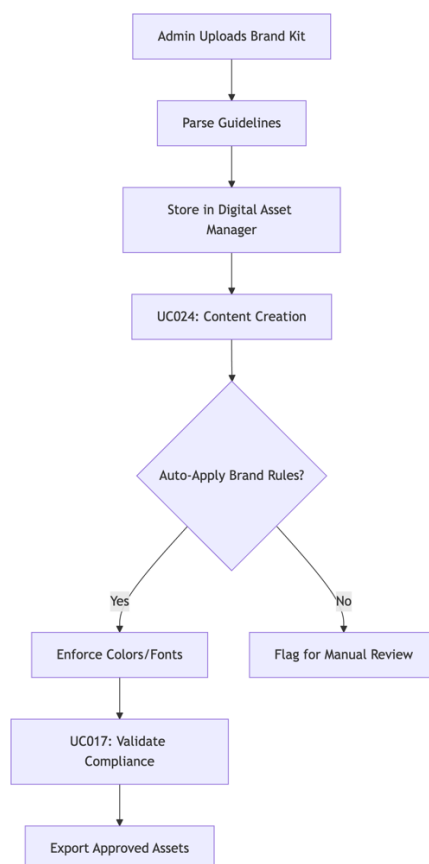 Admin Uploads Brand Kit
Parse Guidelines
Store in Digital Asset
Manager
UC024: Content Creation
Auto-Apply Brand Rules?
Yes
No
Enforce Colors/Fonts
Flag for Manual Review
UC017: Validate
Compliance
Export Approved Assets